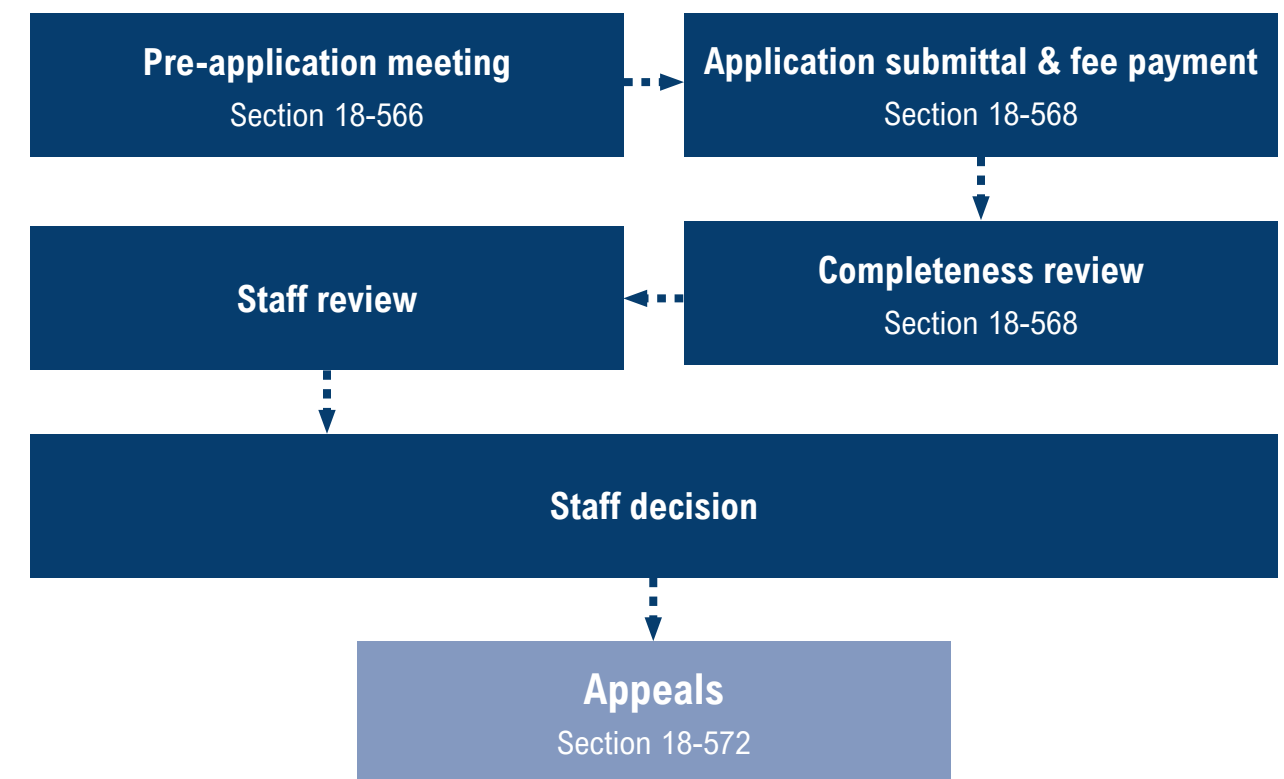 Pre-application meeting
Section 18-566
Application submittal & fee payment
Section 18-568
Completeness review
Section 18-568
Staff review
Staff decision
Appeals
Section 18-572